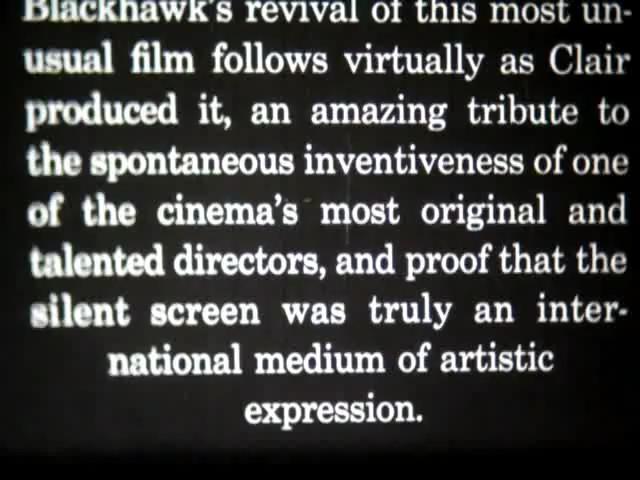 Blackhawk's revival of this most un-
usual film follows virtually as Clair
produced it, an amazing tribute to
the spontaneous inventiveness of one
of the cinema's most original and
talented directors, and proof that the
silent screen was truly an inter-
national medium of artistic
expression.